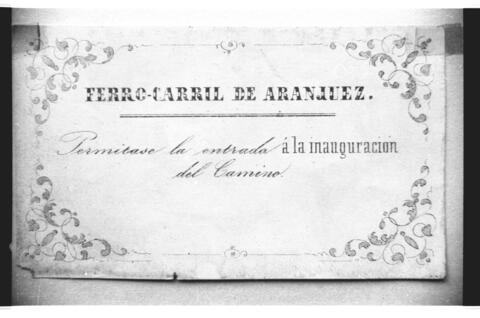 FERRO-CARRIL DE ARANJUEZ.
Permitase la entrada á la inauguracion
del Camino.